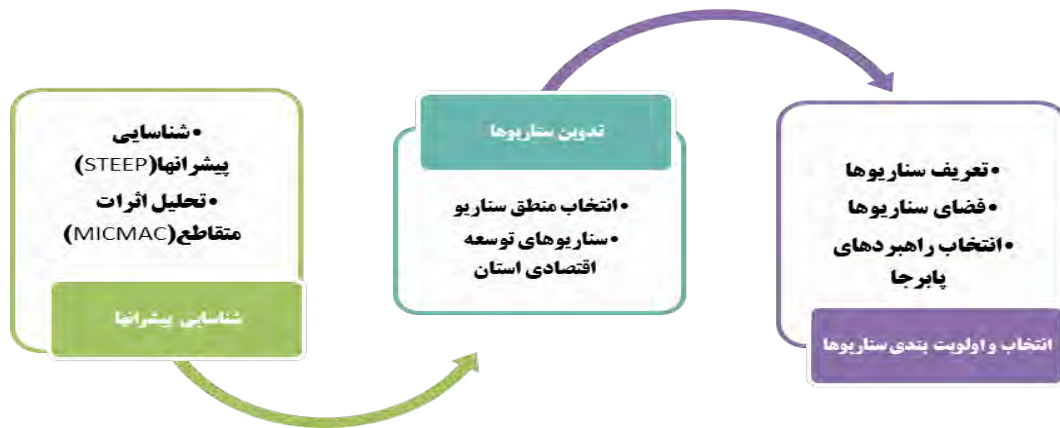 •شناسایی
پیشرانها(STEEP)
•تحلیل اثرات
متقاطع(MICMAC)
شناسایی پیشرانها
تدوین سناریوها
•انتخاب منطق سناریو
•سناریوهای توسعه
اقتصادی استان
•تعریف سناریوها
•فضای سناریوها
•انتخاب راهبردهای
پابرجا
انتخاب و اولویت بندی سناریوها